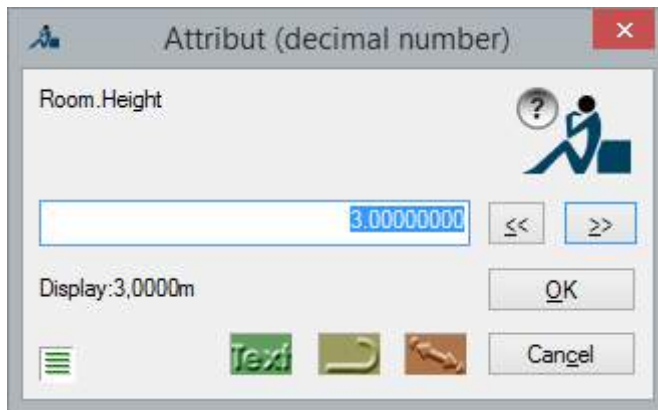 Attribut (decimal number)
Room.Height
?
3.00000000
<< >>
Display:3,0000m
OK
Text
Cancel